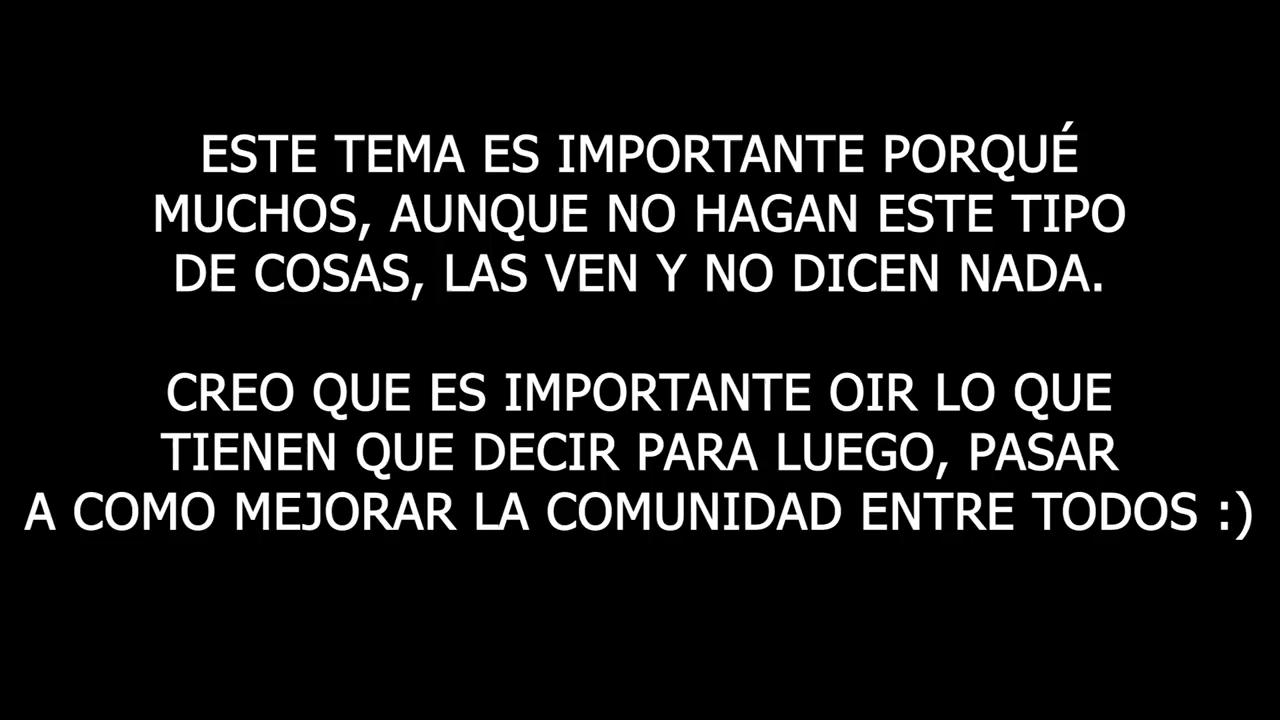 ESTE TEMA ES IMPORTANTE PORQUÉ
MUCHOS, AUNQUE NO HAGAN ESTE TIPO
DE COSAS, LAS VEN Y NO DICEN NADA.
CREO QUE ES IMPORTANTE OIR LO QUE
TIENEN QUE DECIR PARA LUEGO, PASAR
A COMO MEJORAR LA COMUNIDAD ENTRE TODOS :)